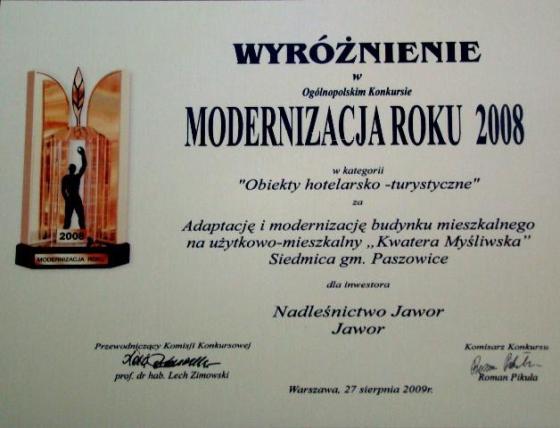 WYRÓŻNIENIE
w
Ogólnopolskim Konkursie
MODERNIZACJA ROKU 2008
w kategorii
"Obiekty hotelarsko -turystyczne"
za
Adaptację i modernizację budynku mieszkalnego
na użytkowo-mieszkalny ,,Kwatera Myśliwska"
Siedmica gm. Paszowice
dla inwestora
Nadleśnictwo Jawor
Jawor
2008
MODERNIZACJA ROKU
Przewodniczący Komisji Konkursowej
prof. dr hab. Lech Zimowski
Komisarz Konkursu
Roman Pikuła
Warszawa, 27 sierpnia 2009r.